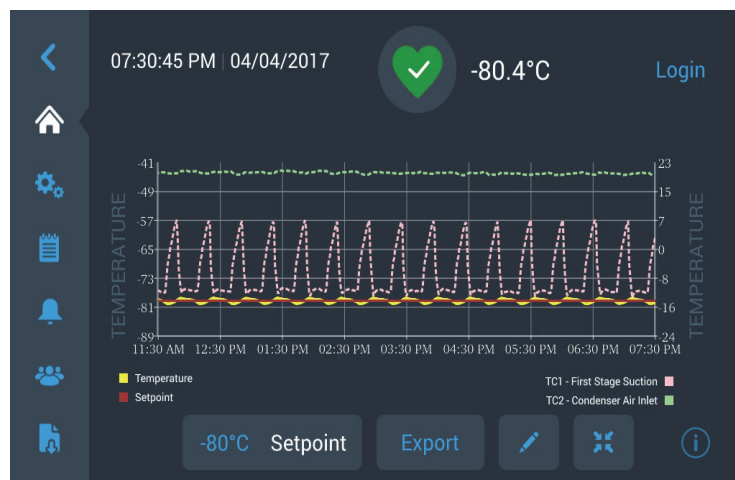 07:30:45 PM | 04/04/2017
-80.4°C
Login
TEMPERATURE
-41
-49
-57
-65
-73
-81
-89
23
15
7
0
-8
-16
-24
TEMPERATURE
11:30 AM 12:30 PM 01:30 PM 02:30 PM 03:30 PM 04:30 PM 05:30 PM 06:30 PM 07:30 PM
Temperature
Setpoint
TC1 - First Stage Suction
TC2 - Condenser Air Inlet
-80°C Setpoint
Export
i